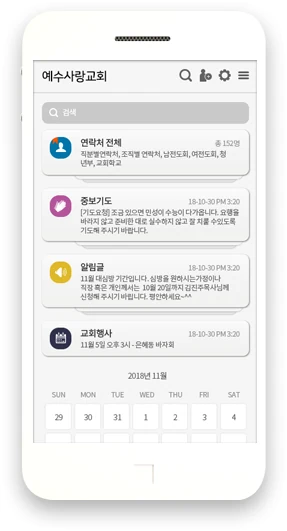 예수사랑교회
검색
연락처 전체
총 152명
직분별연락처, 조직별 연락처, 남전도회, 여전도회, 청
년부, 교회학교
중보기도
18-10-30 PM 3:20
[기도요청] 조금 있으면 민성이 수능이 다가옵니다. 요행을
바라지 않고 준비한 대로 실수하지 않고 잘 치룰 수있도록
기도해 주시기 바랍니다.
알림글
18-10-30 PM 3:20
11월 대심방 기간입니다. 심방을 원하시는가정이나
직장 혹은 개인께서는 10월 20일까지 김진주목사님께
신청해 주시기 바랍니다. 평안하세요~^^
교회행사
18-10-30 PM 3:20
11월 5일 오후 3시 - 은혜동 바자회
2018년 11월
SUN MON TUE WED THU FRI SAT
29 30 31 1 2 3 4